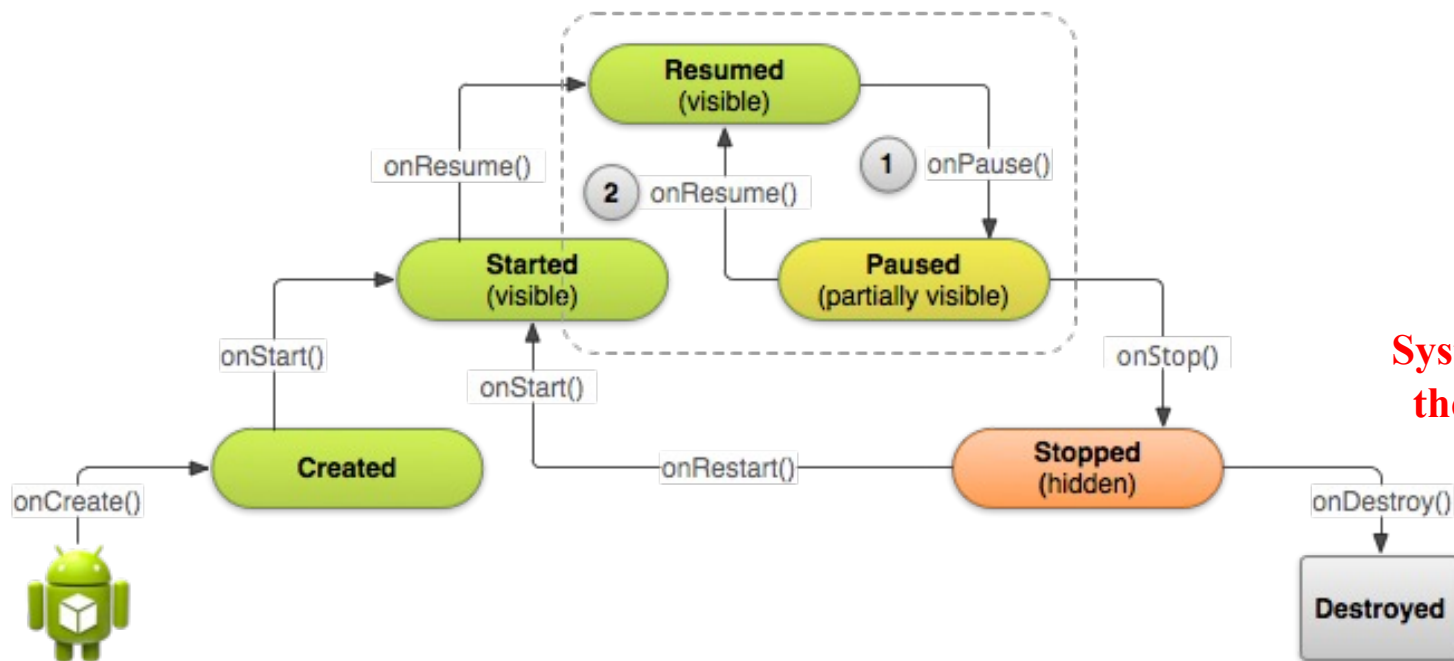 Resumed
(visible)
onResume()
1
onPause()
2
onResume()
Started
(visible)
Paused
(partially visible)
onStart()
onStart()
onStop()
Created
onRestart()
Stopped
(hidden)
onCreate()
onDestroy()
Destroyed